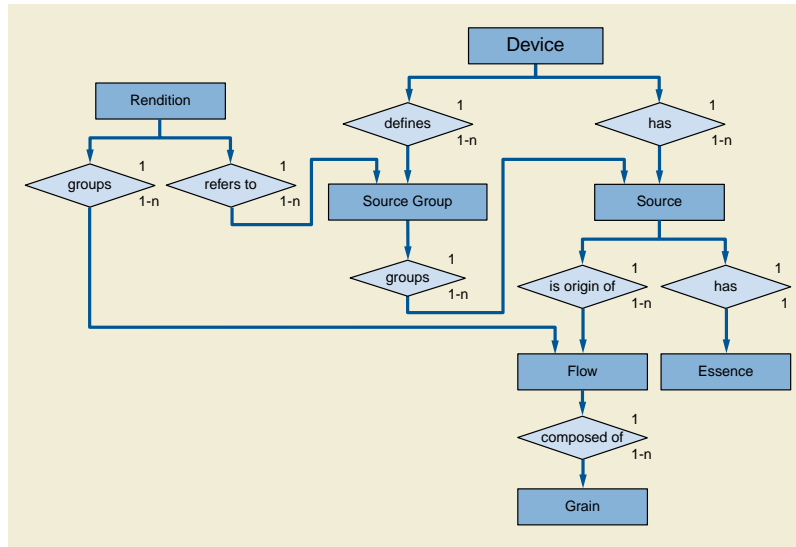 Device
Rendition
1
defines
1-n
1
has
1-n
1
groups
1-n
1
refers to
1-n
Source Group
Source
1
groups
1-n
1
is origin of
1-n
1
has
1
Flow
Essence
1
composed of
1-n
Grain